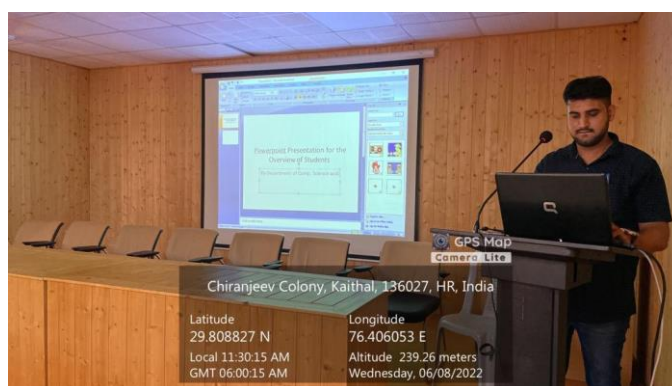 Powerpoint Presentation for the
Overview of Students
GPS Map
Camera Lite
Chiranjeev Colony, Kaithal, 136027, HR, India
Latitude
29.808827 N
Local 11:30:15 AM
GMT 06:00:15 AM
Longitude
76.406053 E
Altitude 239.26 meters
Wednesday, 06/08/2022